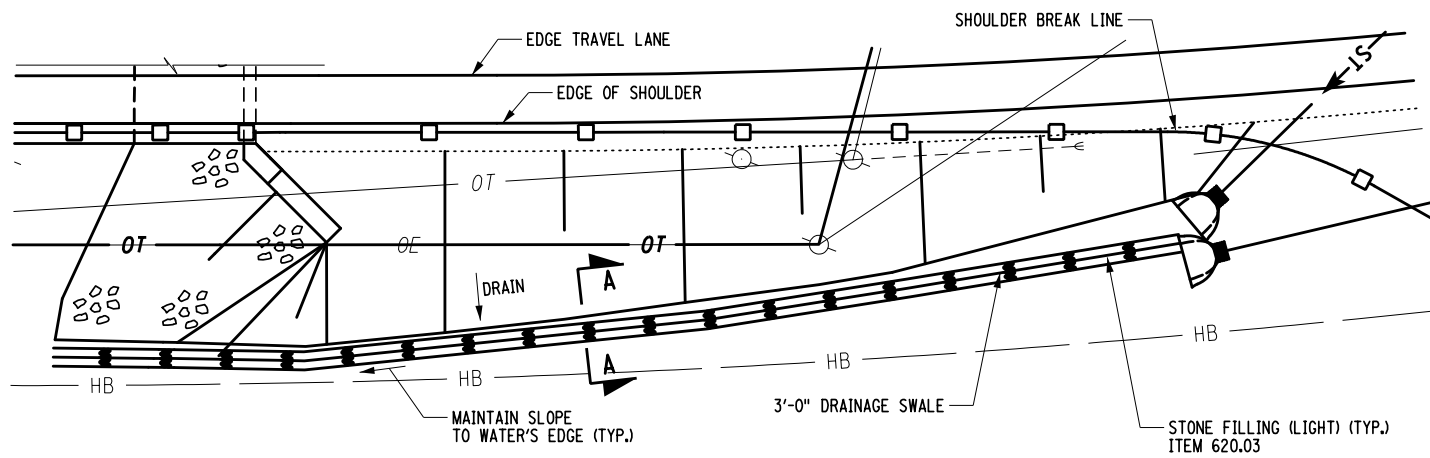 SHOULDER BREAK LINE
EDGE TRAVEL LANE
EDGE OF SHOULDER
ST
OT
OT
OE
OT
DRAIN
A
A
HB
HB
HB
HB
MAINTAIN SLOPE
TO WATER'S EDGE (TYP.)
3'-0" DRAINAGE SWALE
STONE FILLING (LIGHT) (TYP.)
ITEM 620.03